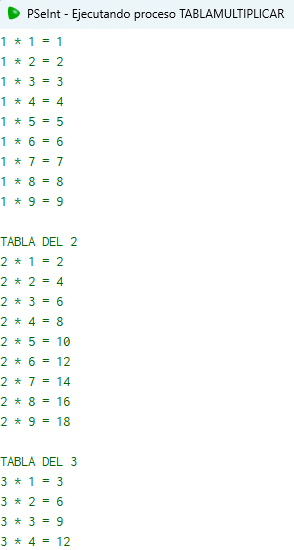 PSeInt - Ejecutando proceso TABLAMULTIPLICAR
1 * 1 = 1
1 * 2 = 2
1 * 3 = 3
1 * 4 = 4
1 * 5 = 5
1 * 6 = 6
1 * 7 = 7
1 * 8 = 8
1 * 9 = 9

TABLA DEL 2
2 * 1 = 2
2 * 2 = 4
2 * 3 = 6
2 * 4 = 8
2 * 5 = 10
2 * 6 = 12
2 * 7 = 14
2 * 8 = 16
2 * 9 = 18

TABLA DEL 3
3 * 1 = 3
3 * 2 = 6
3 * 3 = 9
3 * 4 = 12